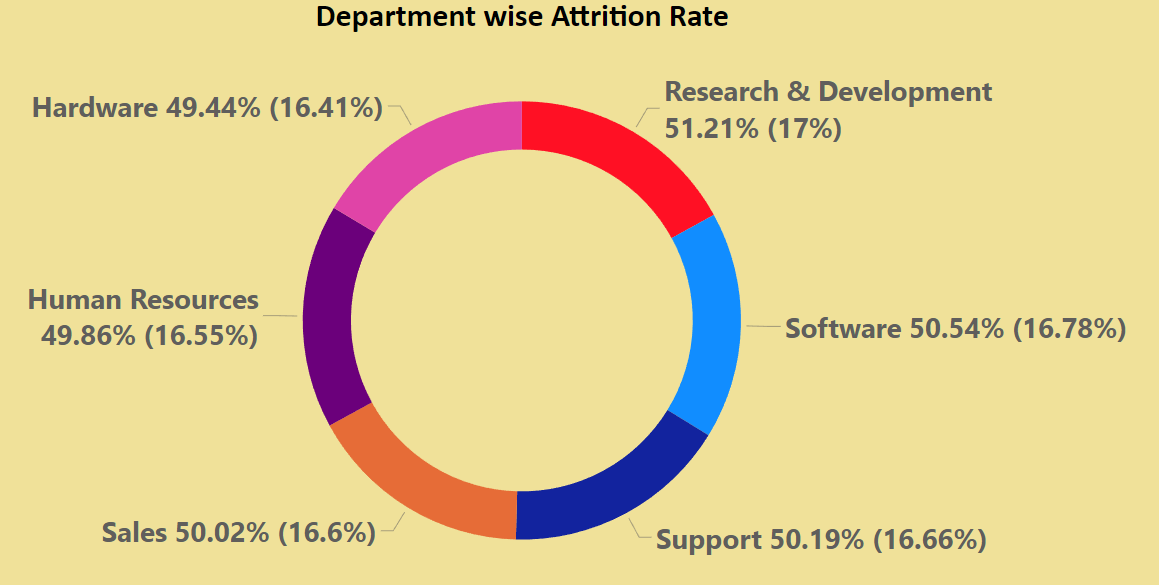 Department wise Attrition Rate
Hardware 49.44% (16.41%)
Research & Development
51.21% (17%)
Human Resources
49.86% (16.55%)
Software 50.54% (16.78%)
Sales 50.02% (16.6%)
Support 50.19% (16.66%)